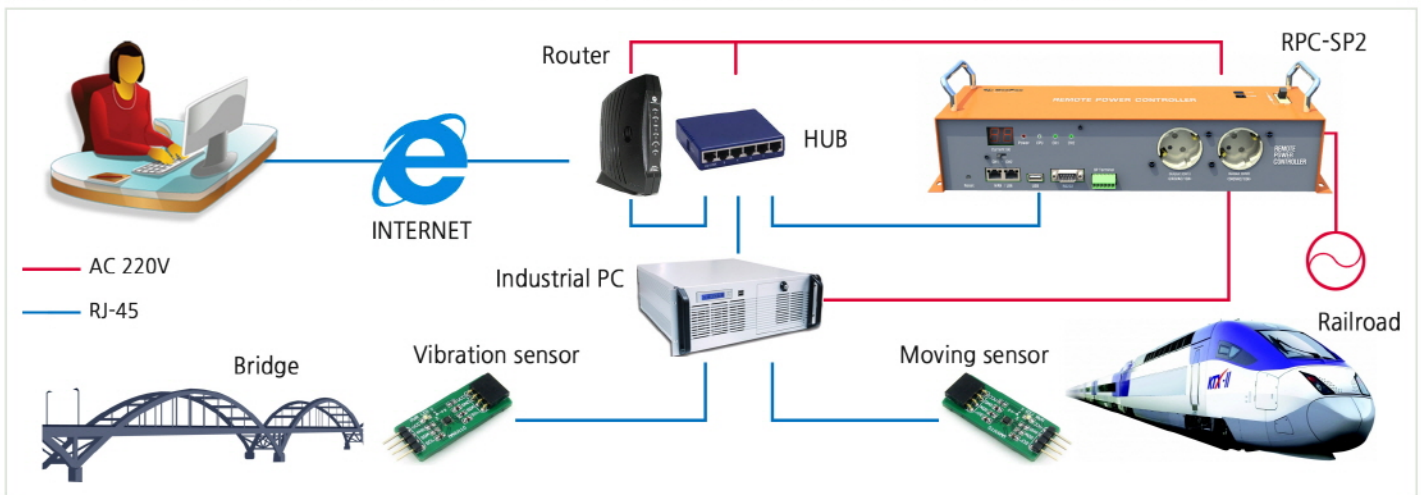 Router
RPC-SP2
REMOTE POWER CONTROLLER
HUB
REMOTE
POWER
CONTROLLER
INTERNET
AC 220V
Industrial PC
RJ-45
Railroad
Vibration sensor
Moving sensor
Bridge
KTX-II